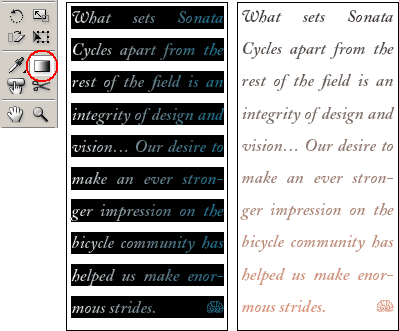 What sets Sonata
Cycles apart from the
rest of the field is an
integrity of design and
vision... Our desire to
make an ever stron-
ger impression on the
bicycle community has
helped us make enor-
mous strides.
What sets Sonata
Cycles apart from the
rest of the field is an
integrity of design and
vision... Our desire to
make an ever stron-
ger impression on the
bicycle community has
helped us make enor-
mous strides.